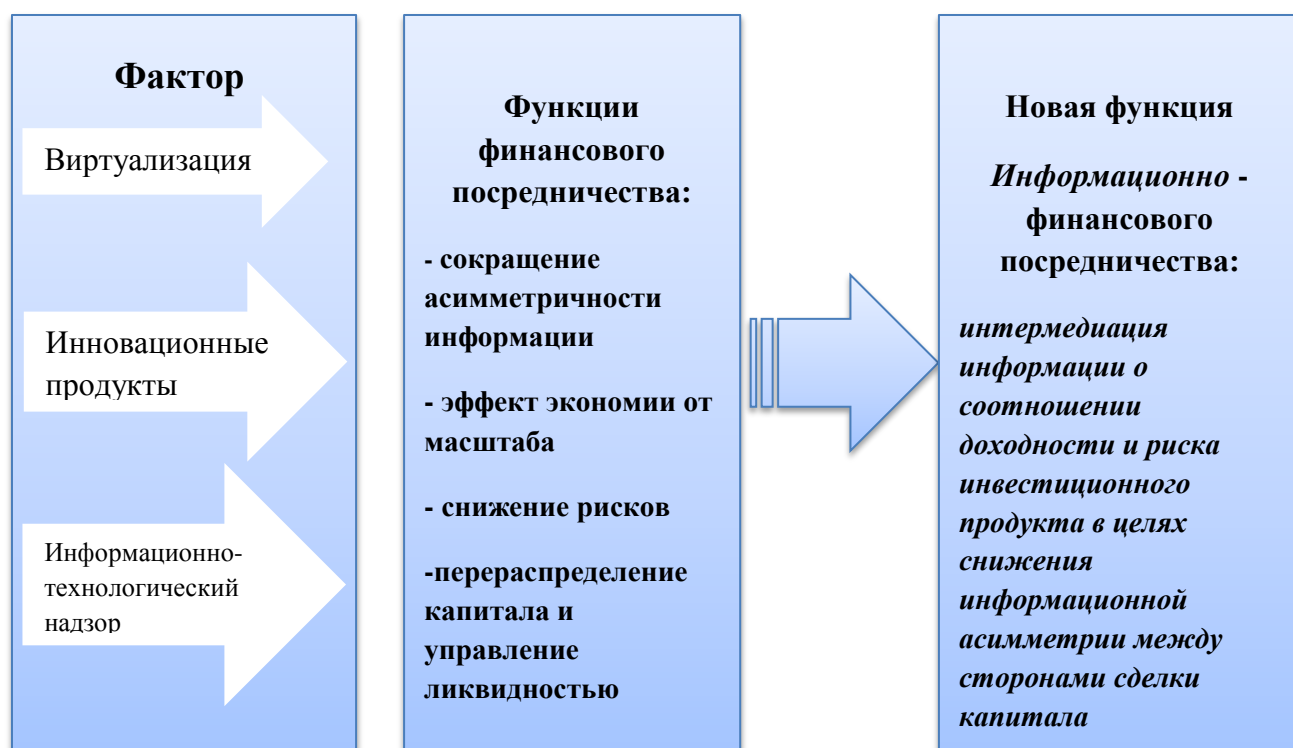 Фактор
Виртуализация
Инновационные
продукты
Информационно-
технологический
надзор
Функции
финансового
посредничества:
- сокращение
асимметричности
информации
- эффект экономии от
масштаба
- снижение рисков
-перераспределение
капитала и
управление
ликвидностью
Новая функция
Информационно -
финансового
посредничества:
интермедиация
информации о
соотношении
доходности и риска
инвестиционного
продукта в целях
снижения
информационной
асимметрии между
сторонами сделки
капитала